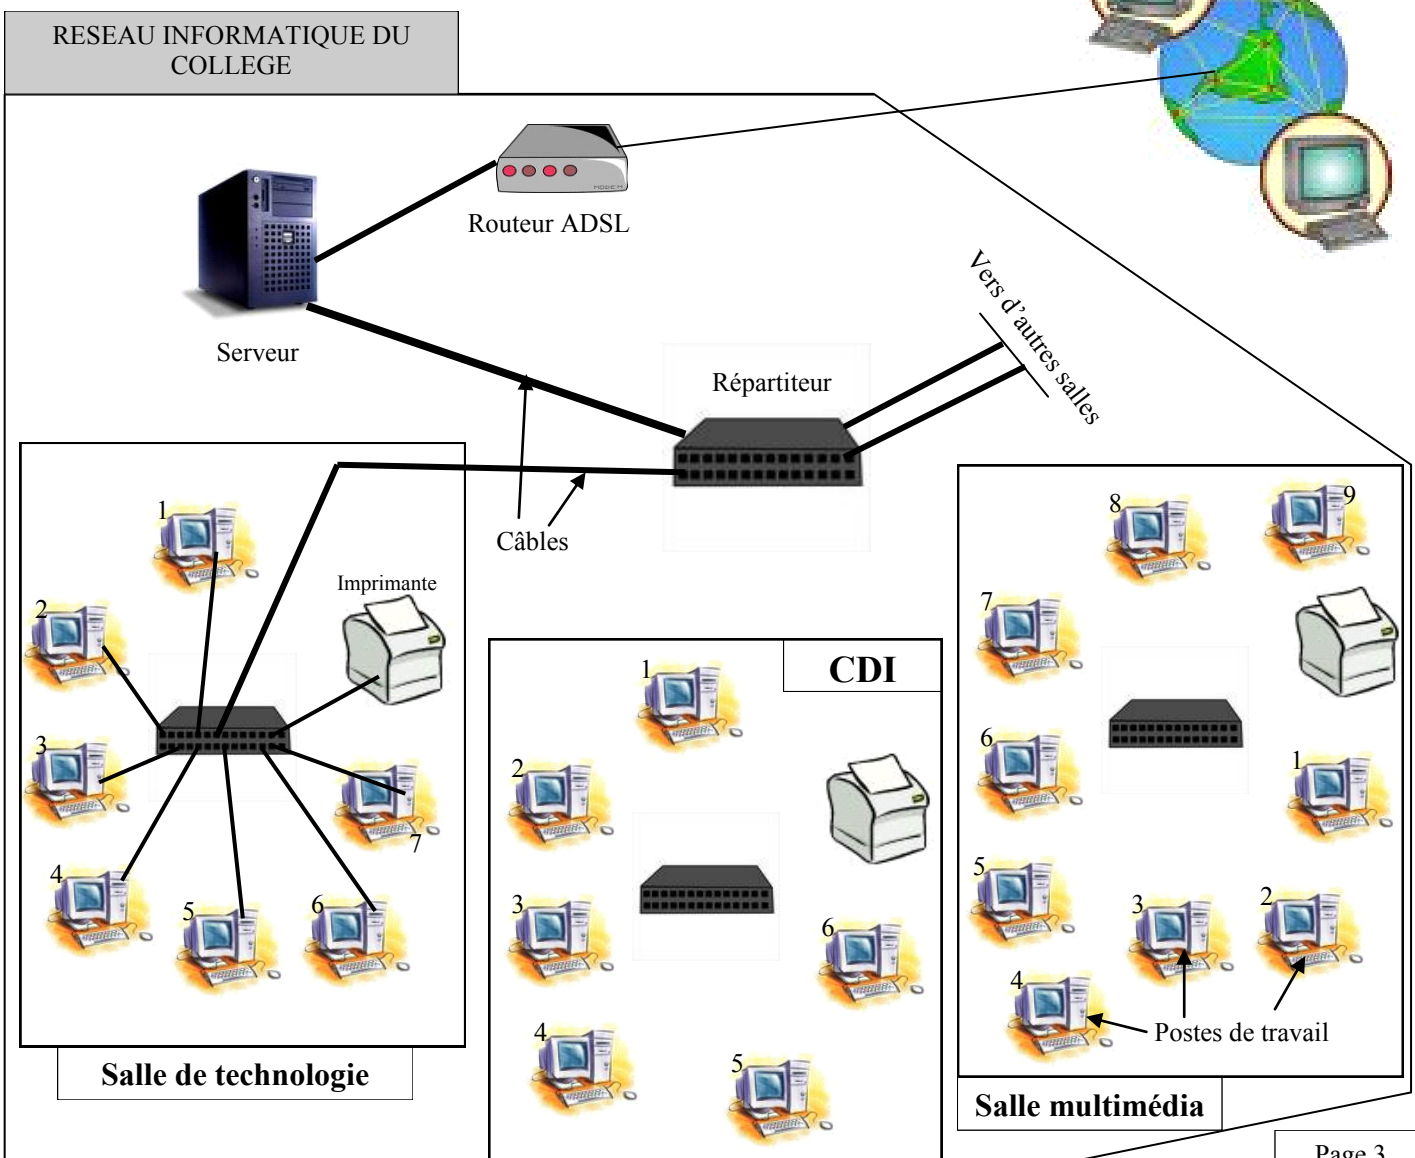 RESEAU INFORMATIQUE DU
COLLEGE
MODEM
Routeur ADSL
Serveur
Vers d'autres salles
Répartiteur
Câbles
1
2
3
4
5
6
7
Imprimante
Salle de technologie
CDI
1
2
3
4
5
6
8
9
7
6
1
5
3
2
4
Postes de travail
Salle multimédia
Page 3